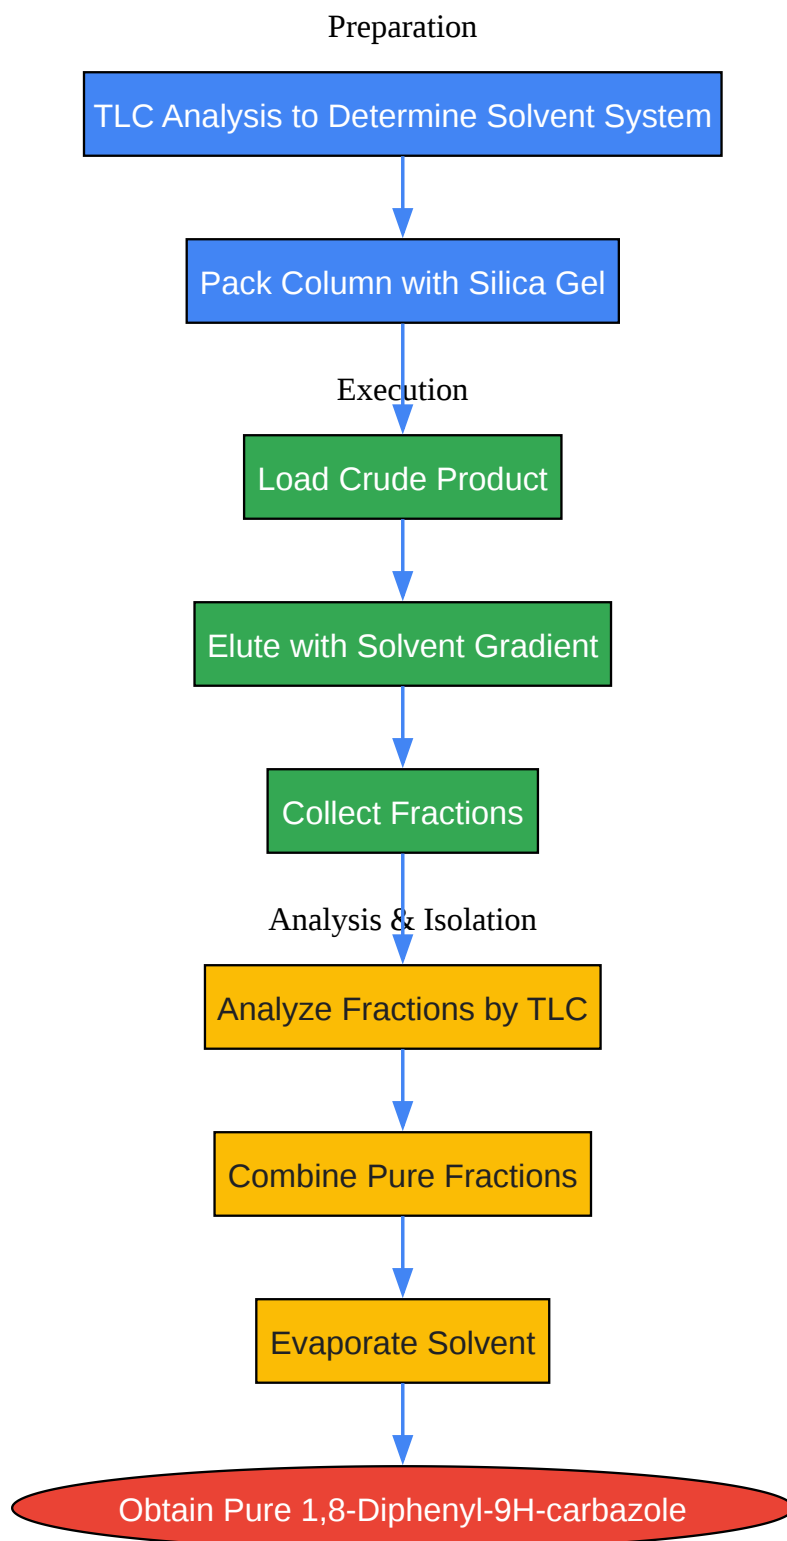 Preparation
TLC Analysis to Determine Solvent System
Pack Column with Silica Gel
Execution
Load Crude Product
Elute with Solvent Gradient
Collect Fractions
Analysis & Isolation
Analyze Fractions by TLC
Combine Pure Fractions
Evaporate Solvent
Obtain Pure 1,8-Diphenyl-9H-carbazole